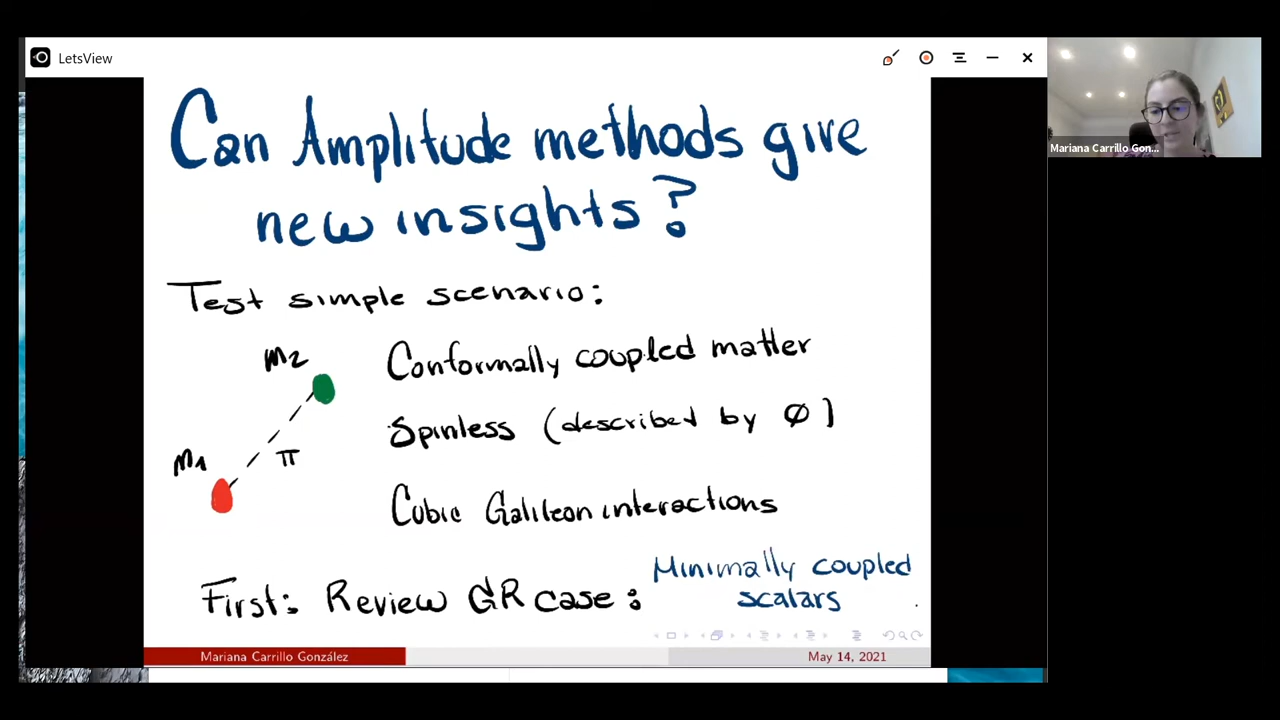 LetsView
Can Amplitude methods give
new insights?
Test simple scenario:
m2
Conformally coupled matter
Spinless (described by ϕ)
m1
π
Cubic Galileon interactions
First: Review GR case:
Minimally coupled
scalars
Mariana Carrillo González
May 14, 2021
Mariana Carrillo Gon...